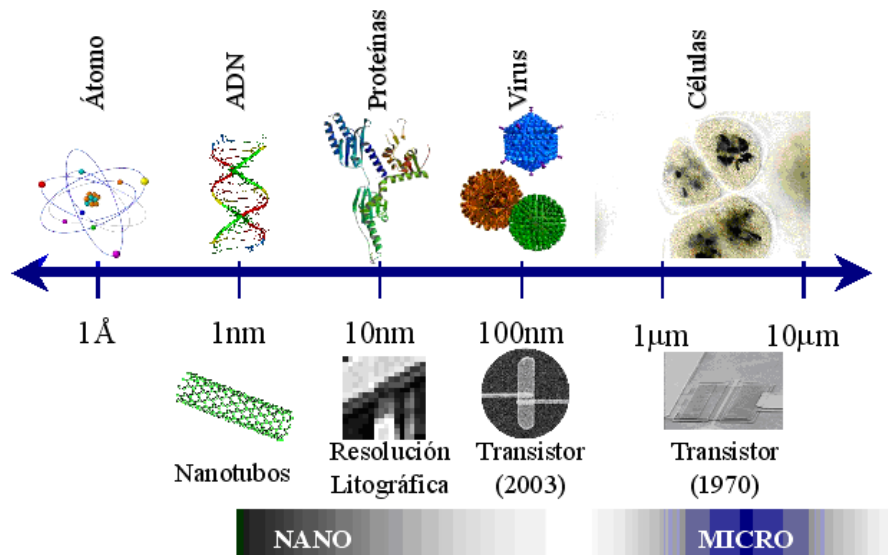 Átomo
ADN
Proteínas
Virus
Células
1Å
1nm
10nm
100nm
1μm
10μm
Nanotubos
Resolución
Litográfica
Transistor
(2003)
Transistor
(1970)
NANO
MICRO